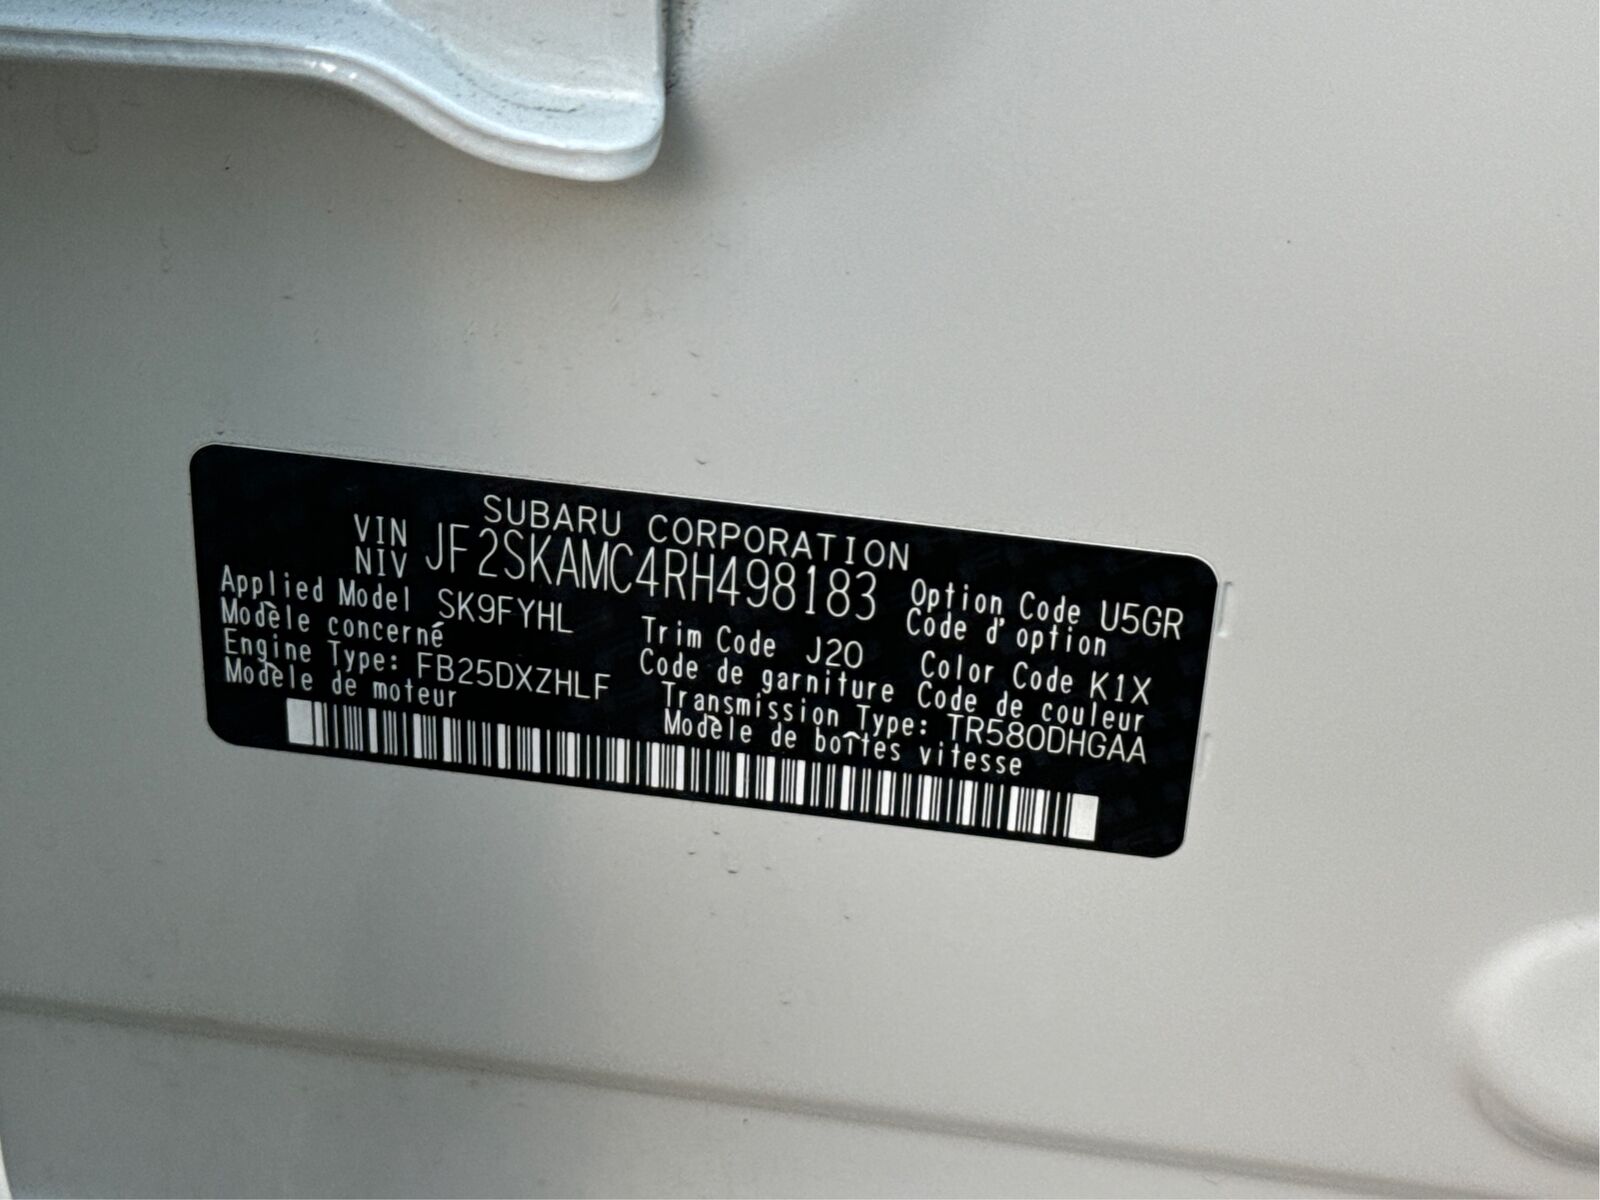 SUBARU CORPORATION
VIN
NIV JF2SKAMC4RH498183
Applied Model SK9FYHL
Modèle concerné
Option Code U5GR
Code d'option
Trim Code J20
Code de garniture
Color Code K1X
Code de couleur
Engine Type: FB25DXZHLF
Modèle de moteur
Transmission Type: TR580DHGAA
Modèle de boîtes vitesse